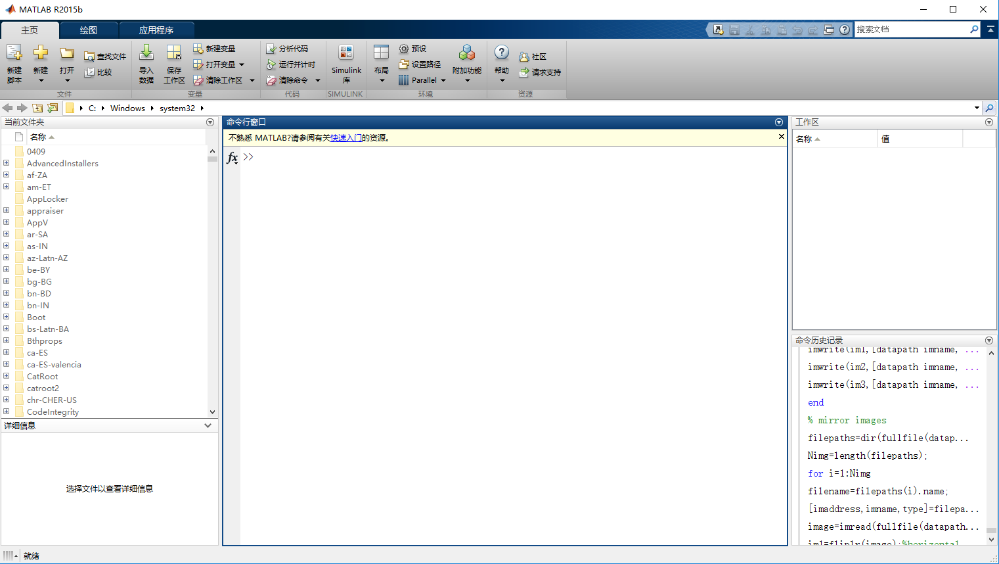 MATLAB R2015b
主页 绘图 应用程序
搜索文档
新建脚本 新建 打开 查找文件 比较
文件
导入数据 保存工作区 新建变量 打开变量 清除工作区
变量
分析代码 运行并计时 清除命令
代码
Simulink 库
SIMULINK
布局 预设 设置路径 Parallel 附加功能
环境
帮助 社区 请求支持
资源
C: Windows system32
当前文件夹
名称
0409
AdvancedInstallers
af-ZA
am-ET
AppLocker
appraiser
AppV
ar-SA
as-IN
az-Latn-AZ
be-BY
bg-BG
bn-BD
bn-IN
Boot
bs-Latn-BA
Bthprops
ca-ES
ca-ES-valencia
CatRoot
catroot2
chr-CHER-US
CodeIntegrity
详细信息
选择文件以查看详细信息
命令行窗口
不熟悉 MATLAB?请参阅有关快速入门的资源。
fx >>
工作区
名称 值
命令历史记录
imwrite(im1,[datapath imname, ...
imwrite(im2,[datapath imname, ...
imwrite(im3,[datapath imname, ...
end
% mirror images
filepaths=dir(fullfile(datap...
Nimg=length(filepaths);
for i=1:Nimg
filename=filepaths(i).name;
[imaddress,imname,type]=filepa...
image=imread(fullfile(datapath...
im1=fliplr(image);%horizontal
就绪